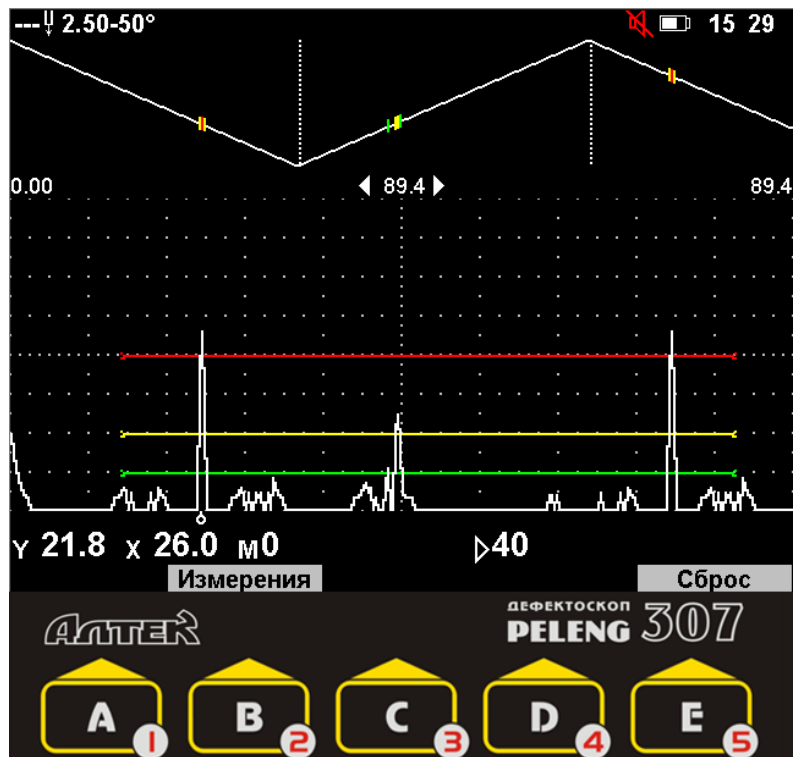 --- 2.50-50° 15 29
0.00 89.4 89.4
Y 21.8 X 26.0 M0 40
Измерения Сброс
АЛТЕК ДЕФЕКТОСКОП
PELENG 307
A B C D E
1 2 3 4 5